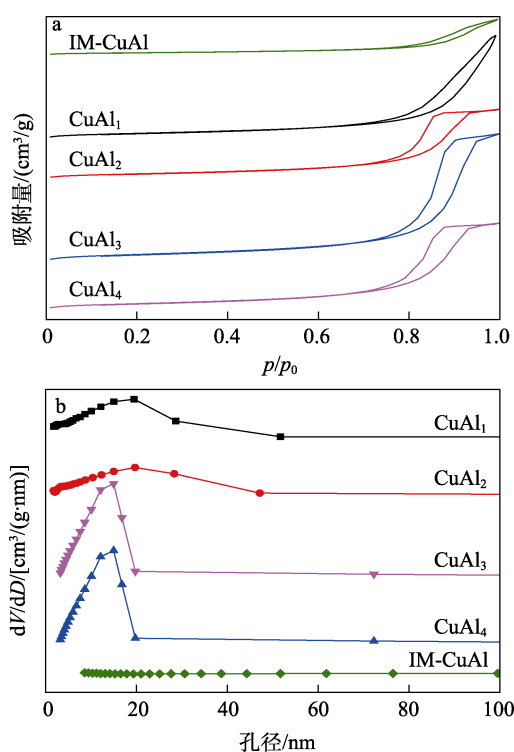 a
IM-CuAl
CuAl₁
CuAl₂
CuAl₃
CuAl₄
吸附量/(cm³/g)
0 0.2 0.4 0.6 0.8 1.0
p/p₀
b
CuAl₁
CuAl₂
CuAl₃
CuAl₄
IM-CuAl
dV/dD/[cm³/(g·nm)]
0 20 40 60 80 100
孔径/nm